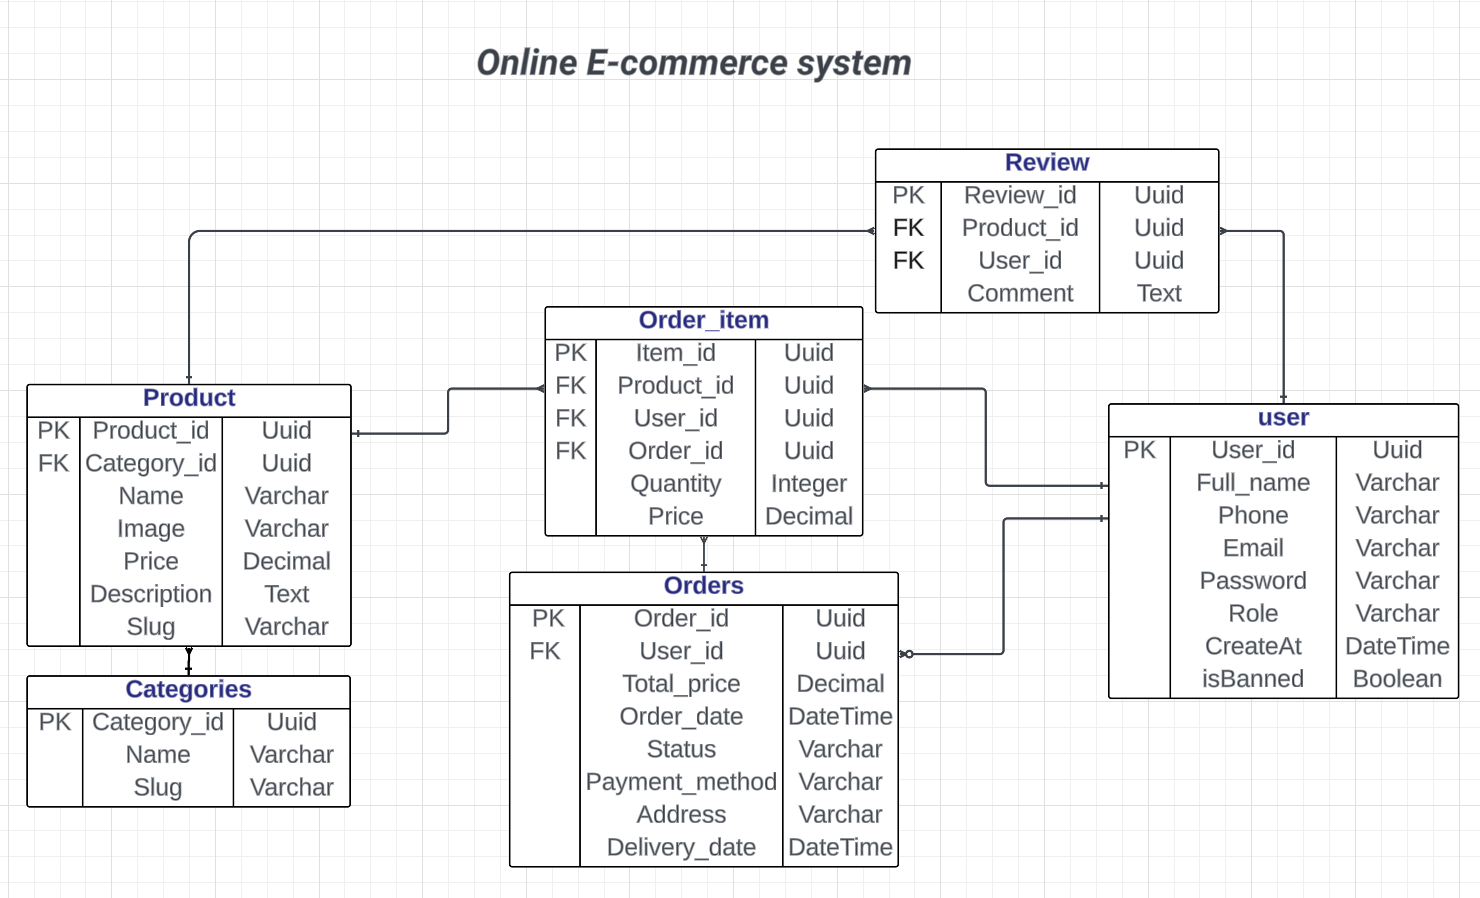 Online E-commerce system
Review
PK Review_id Uuid
FK Product_id Uuid
FK User_id Uuid
Comment Text
Order_item
PK Item_id Uuid
FK Product_id Uuid
FK User_id Uuid
FK Order_id Uuid
Quantity Integer
Price Decimal
Product
PK Product_id Uuid
FK Category_id Uuid
Name Varchar
Image Varchar
Price Decimal
Description Text
Slug Varchar
user
PK User_id Uuid
Full_name Varchar
Phone Varchar
Email Varchar
Password Varchar
Role Varchar
CreateAt DateTime
isBanned Boolean
Orders
PK Order_id Uuid
FK User_id Uuid
Total_price Decimal
Order_date DateTime
Status Varchar
Payment_method Varchar
Address Varchar
Delivery_date DateTime
Categories
PK Category_id Uuid
Name Varchar
Slug Varchar